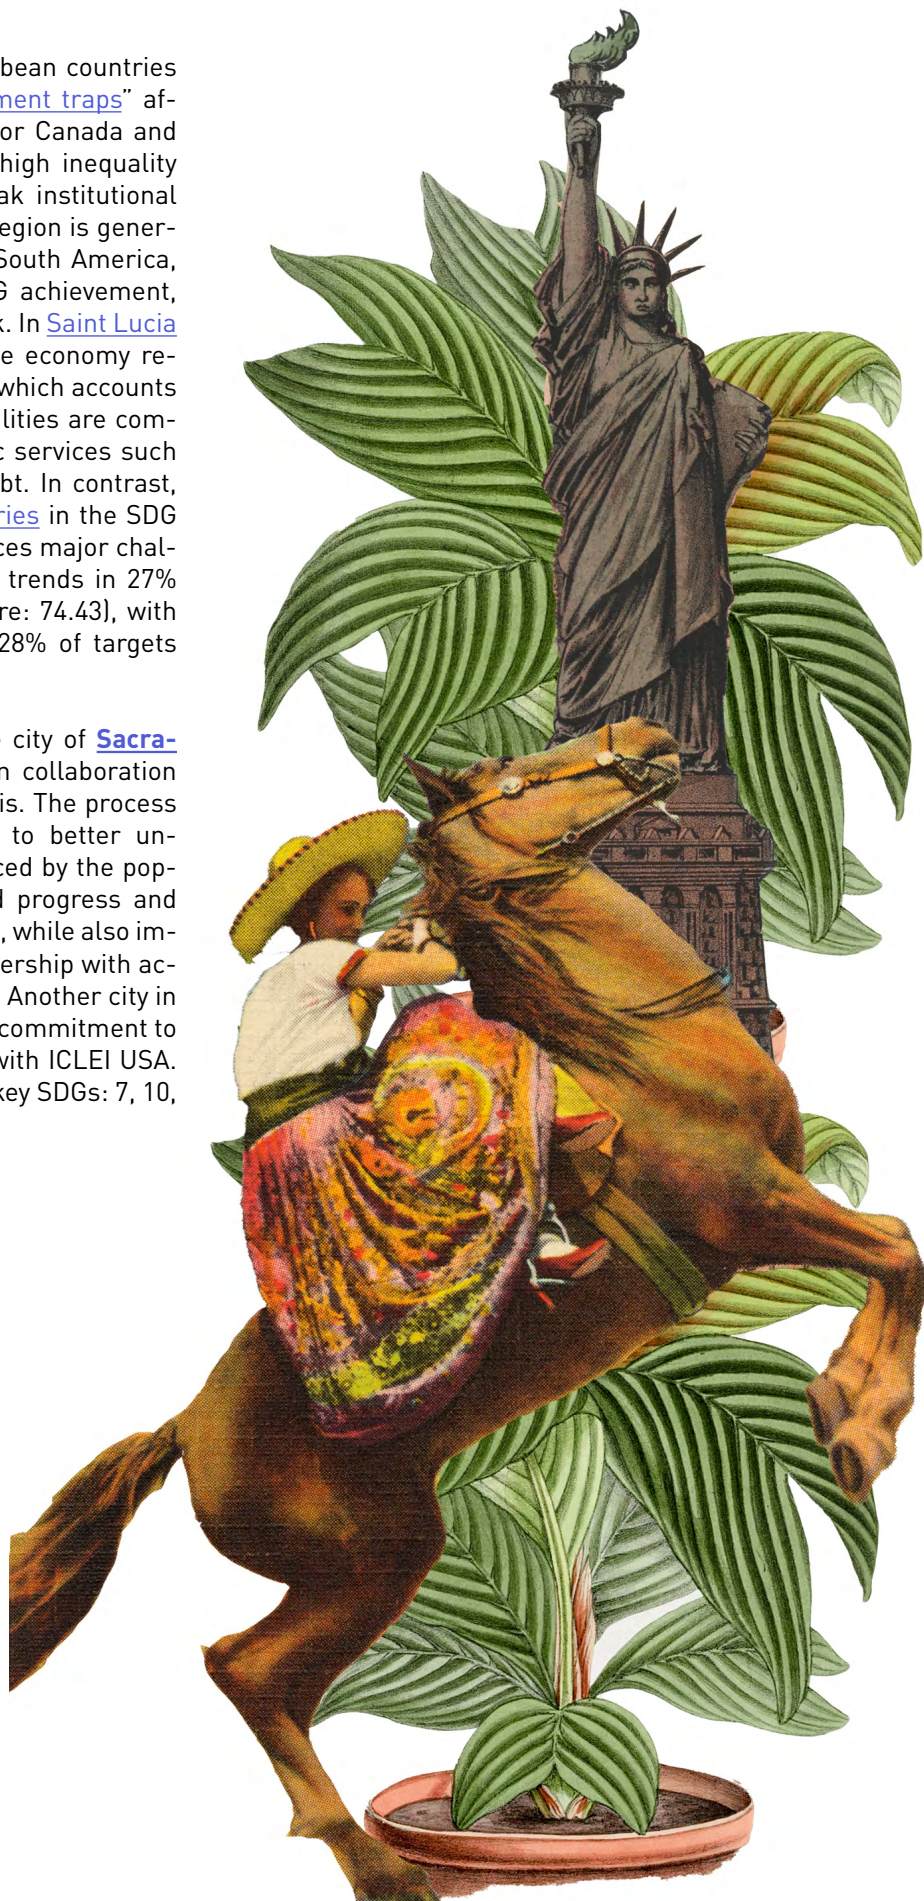 bean countries
ment traps” af-
or Canada and
high inequality
ak institutional
egion is gener-
South America,
G achievement,
k. In Saint Lucia
e economy re-
which accounts
lities are com-
c services such
bt. In contrast,
ries in the SDG
ces major chal-
trends in 27%
re: 74.43), with
28% of targets
city of Sacra-
n collaboration
is. The process
to better un-
ced by the pop-
d progress and
, while also im-
ership with ac-
Another city in
commitment to
with ICLEI USA.
key SDGs: 7, 10,